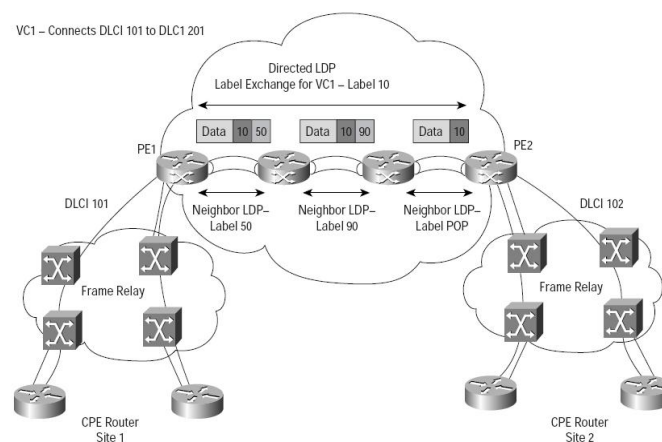 VC1 – Connects DLCI 101 to DLC1 201
Directed LDP
Label Exchange for VC1 – Label 10
Data 10 50
Data 10 90
Data 10
PE1
PE2
Neighbor LDP–
Label 50
Neighbor LDP–
Label 90
Neighbor LDP–
Label POP
DLCI 101
DLCI 102
Frame Relay
Frame Relay
CPE Router
Site 1
CPE Router
Site 2